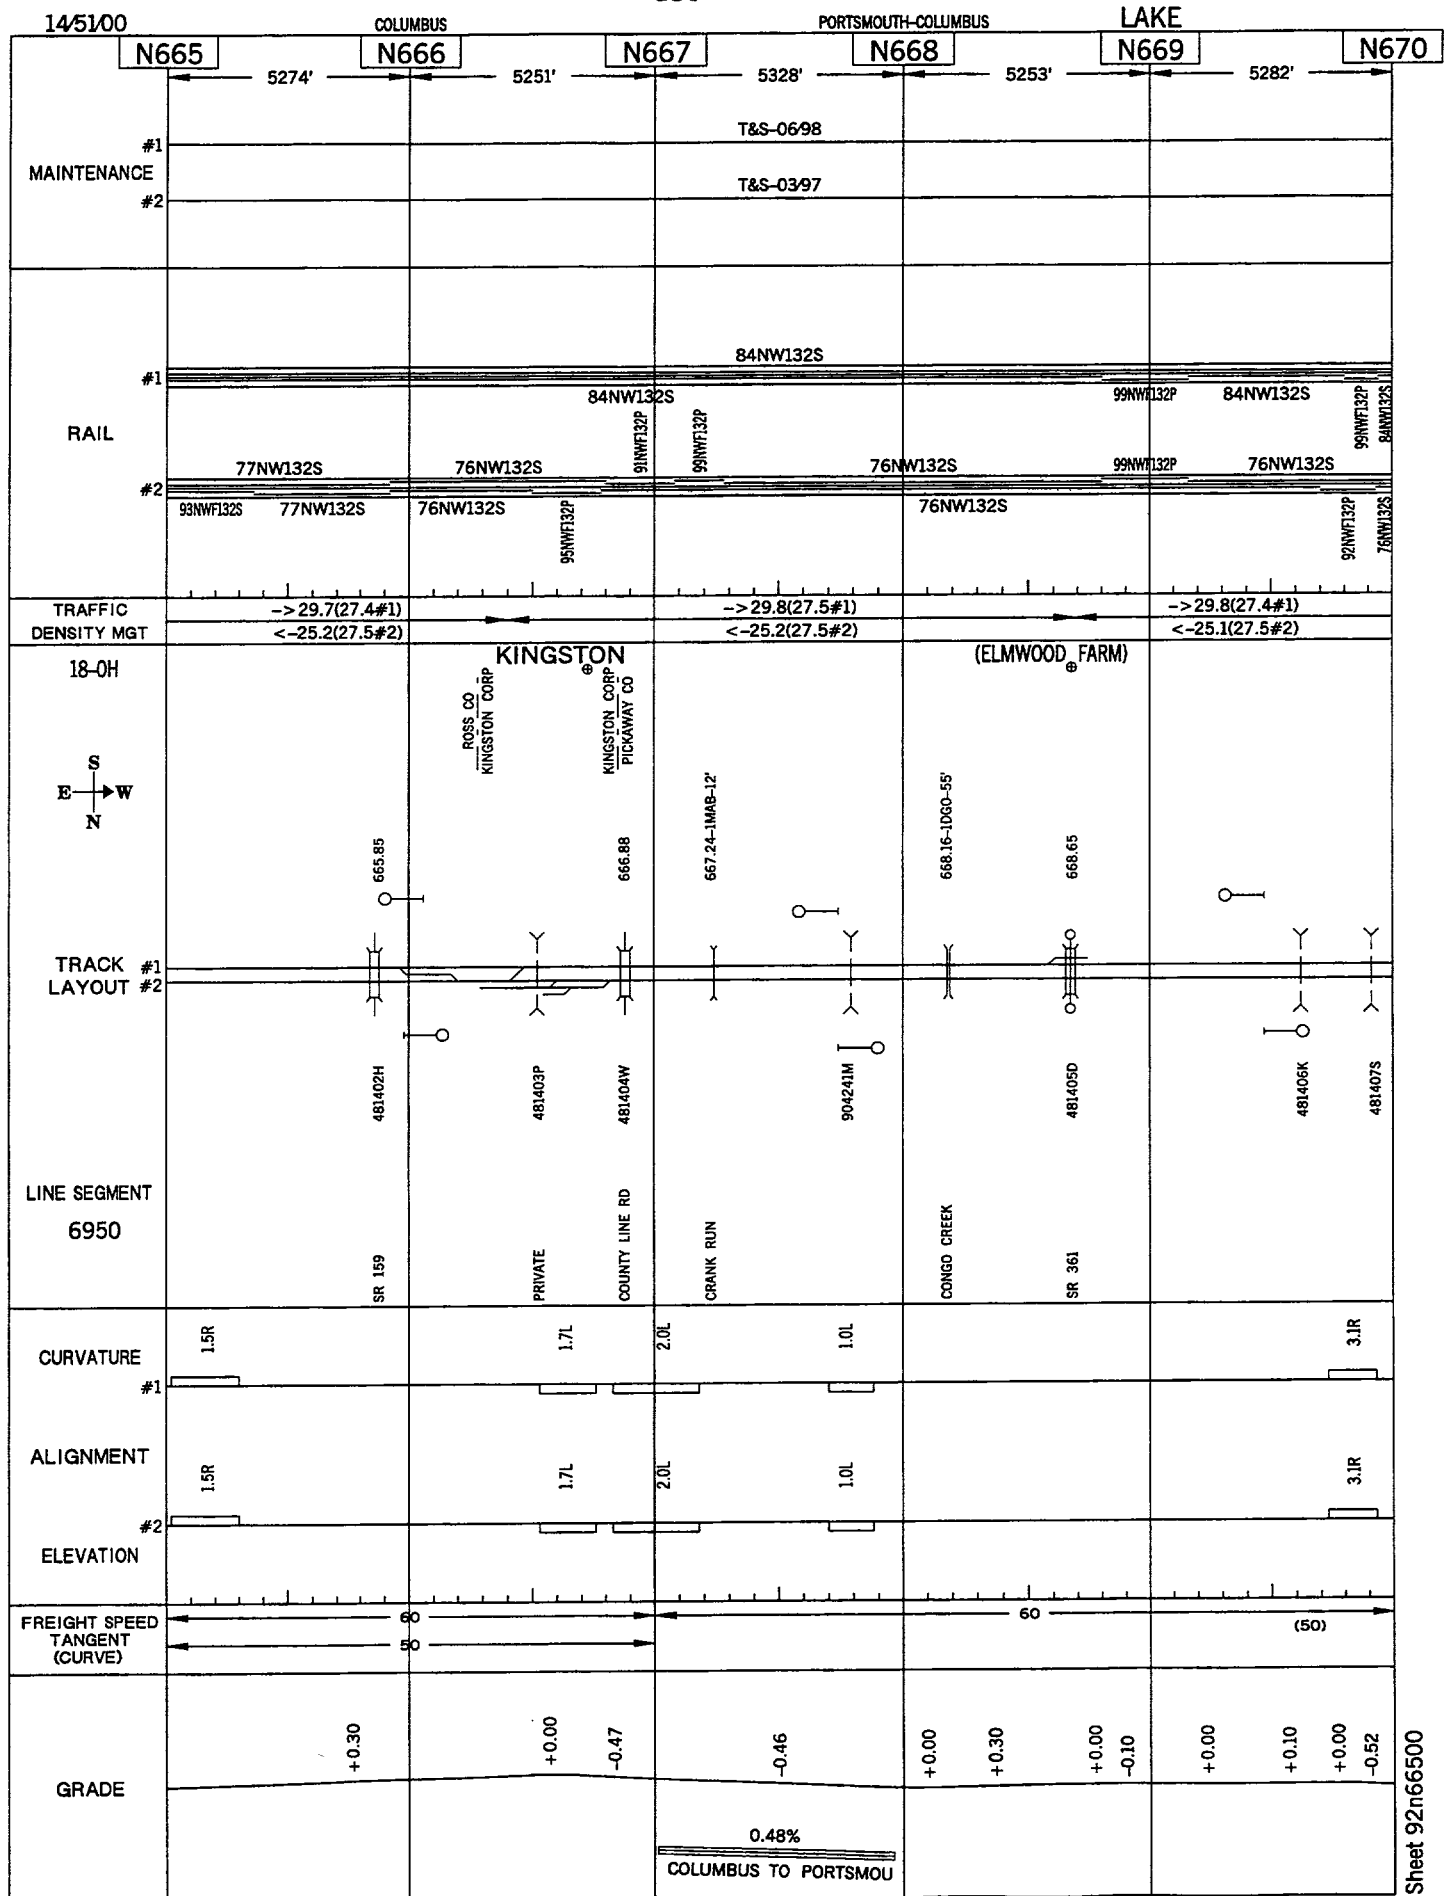 14/51/00 COLUMBUS PORTSMOUTH-COLUMBUS LAKE
N665 N666 N667 N668 N669 N670
5274' 5251' 5328' 5253' 5282'
T&S-06/98
#1
MAINTENANCE
T&S-03/97
#2
84NW132S
#1
84NW132S 99NWF132P 84NW132S
99NWF132P
84NW132S
RAIL
91NWF132P
99NWF132P
77NW132S 76NW132S 76NW132S 99NWF132P 76NW132S
#2
93NWF132S 77NW132S 76NW132S 76NW132S
95NWF132P
92NWF132P
76NW132S
TRAFFIC ->29.7(27.4#1) ->29.8(27.5#1) ->29.8(27.4#1)
DENSITY MGT <-25.2(27.5#2) <-25.2(27.5#2) <-25.1(27.5#2)
18-OH KINGSTON (ELMWOOD FARM)
ROSS CO
KINGSTON CORP
KINGSTON CORP
PICKAWAY CO
S
E W
N
665.85
666.88
667.24-1MAB-12'
668.16-1DGO-55'
668.65
TRACK #1
LAYOUT #2
481402H
481403P
481404W
904241M
481405D
481406K
481407S
LINE SEGMENT
6950
SR 159
PRIVATE
COUNTY LINE RD
CRANK RUN
CONGO CREEK
SR 361
CURVATURE
1.5R
1.7L
2.0L
1.0L
3.1R
#1
ALIGNMENT
1.5R
1.7L
2.0L
1.0L
3.1R
#2
ELEVATION
FREIGHT SPEED 60 60
TANGENT 50 (50)
(CURVE)
+0.30
+0.00
-0.47
-0.46
+0.00
+0.30
+0.00
-0.10
+0.00
+0.10
+0.00
-0.52
GRADE
0.48%
COLUMBUS TO PORTSMOU
Sheet 92n66500